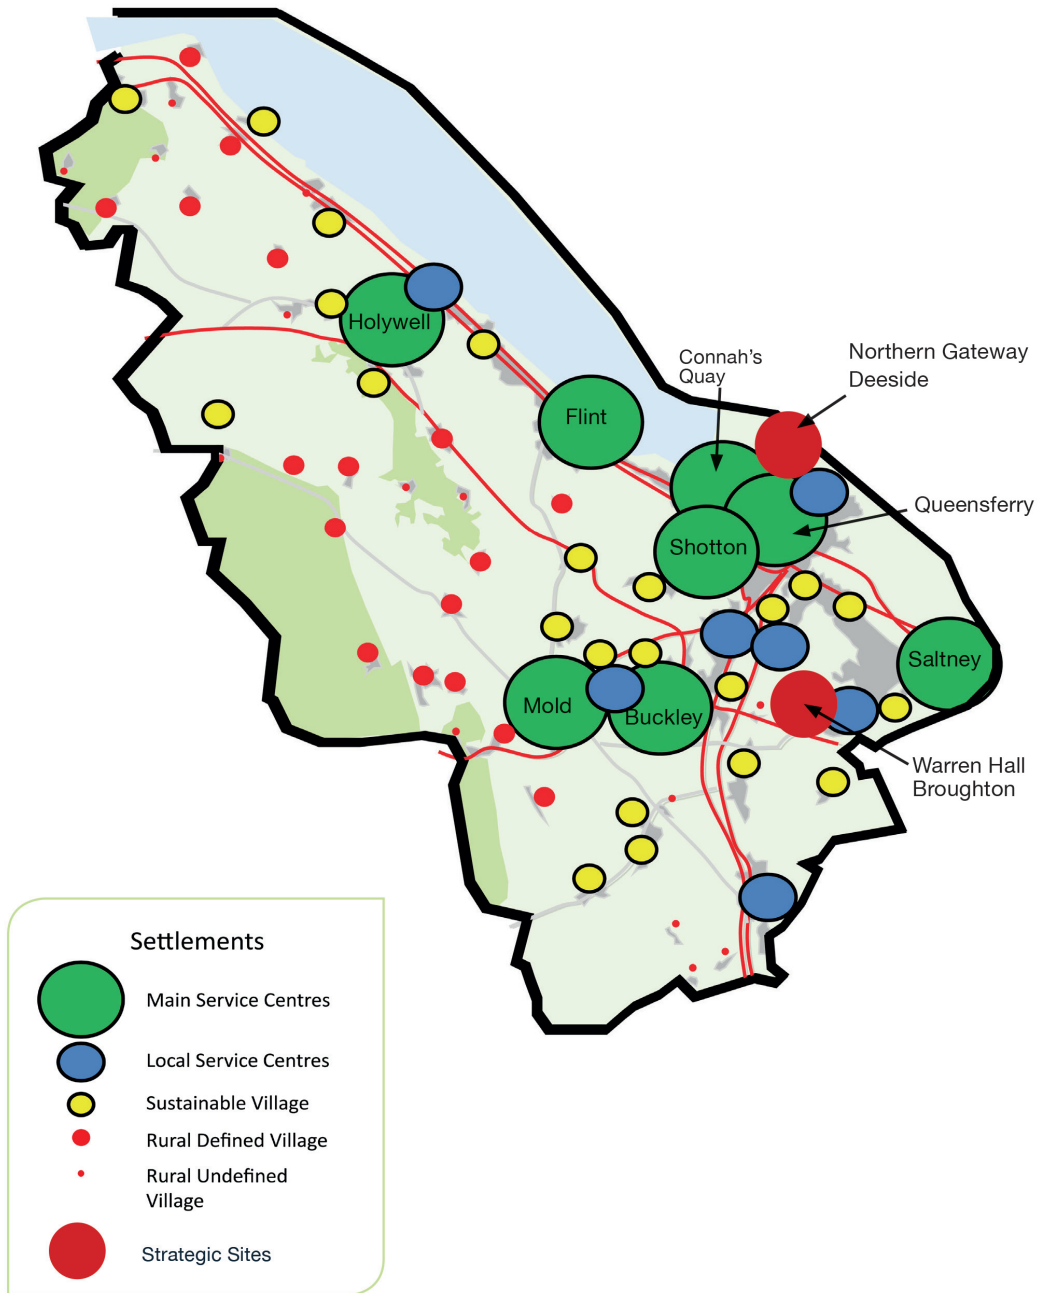 Holywell
Flint
Connah's
Quay
Northern Gateway
Deeside
Queensferry
Shotton
Saltney
Mold
Buckley
Warren Hall
Broughton
Settlements
Main Service Centres
Local Service Centres
Sustainable Village
Rural Defined Village
Rural Undefined
Village
Strategic Sites